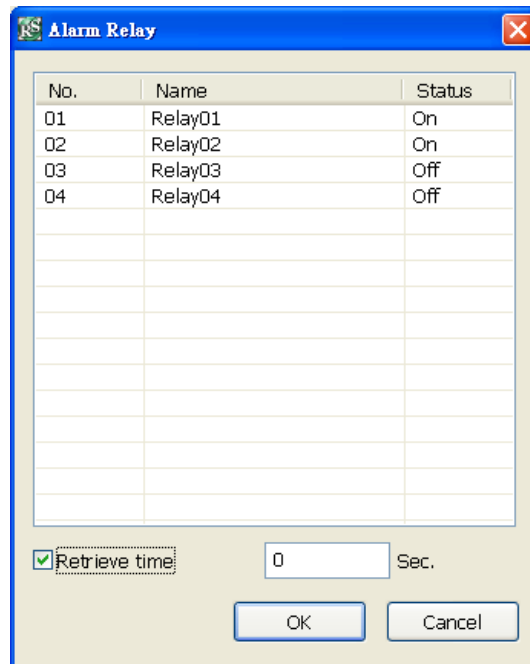 RS Alarm Relay
No. Name Status
01 Relay01 On
02 Relay02 On
03 Relay03 Off
04 Relay04 Off
Retrieve time 0 Sec.
OK Cancel